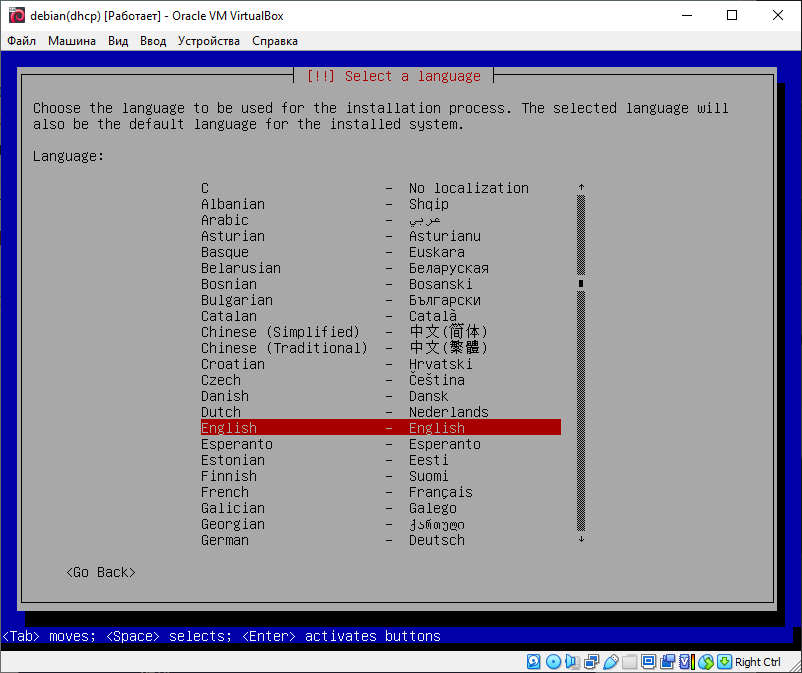 debian(dhcp) [Работает] - Oracle VM VirtualBox
Файл Машина Вид Ввод Устройства Справка
[!!] Select a language
Choose the language to be used for the installation process. The selected language will
also be the default language for the installed system.
Language:
C - No localization
Albanian - Shqip
Arabic - عربي
Asturian - Asturianu
Basque - Euskara
Belarusian - Беларуская
Bosnian - Bosanski
Bulgarian - Български
Catalan - Català
Chinese (Simplified) - 中文(简体)
Chinese (Traditional) - 中文(繁體)
Croatian - Hrvatski
Czech - Čeština
Danish - Dansk
Dutch - Nederlands
English - English
Esperanto - Esperanto
Estonian - Eesti
Finnish - Suomi
French - Français
Galician - Galego
Georgian - ქართული
German - Deutsch
<Go Back>
<Tab> moves; <Space> selects; <Enter> activates buttons
Right Ctrl